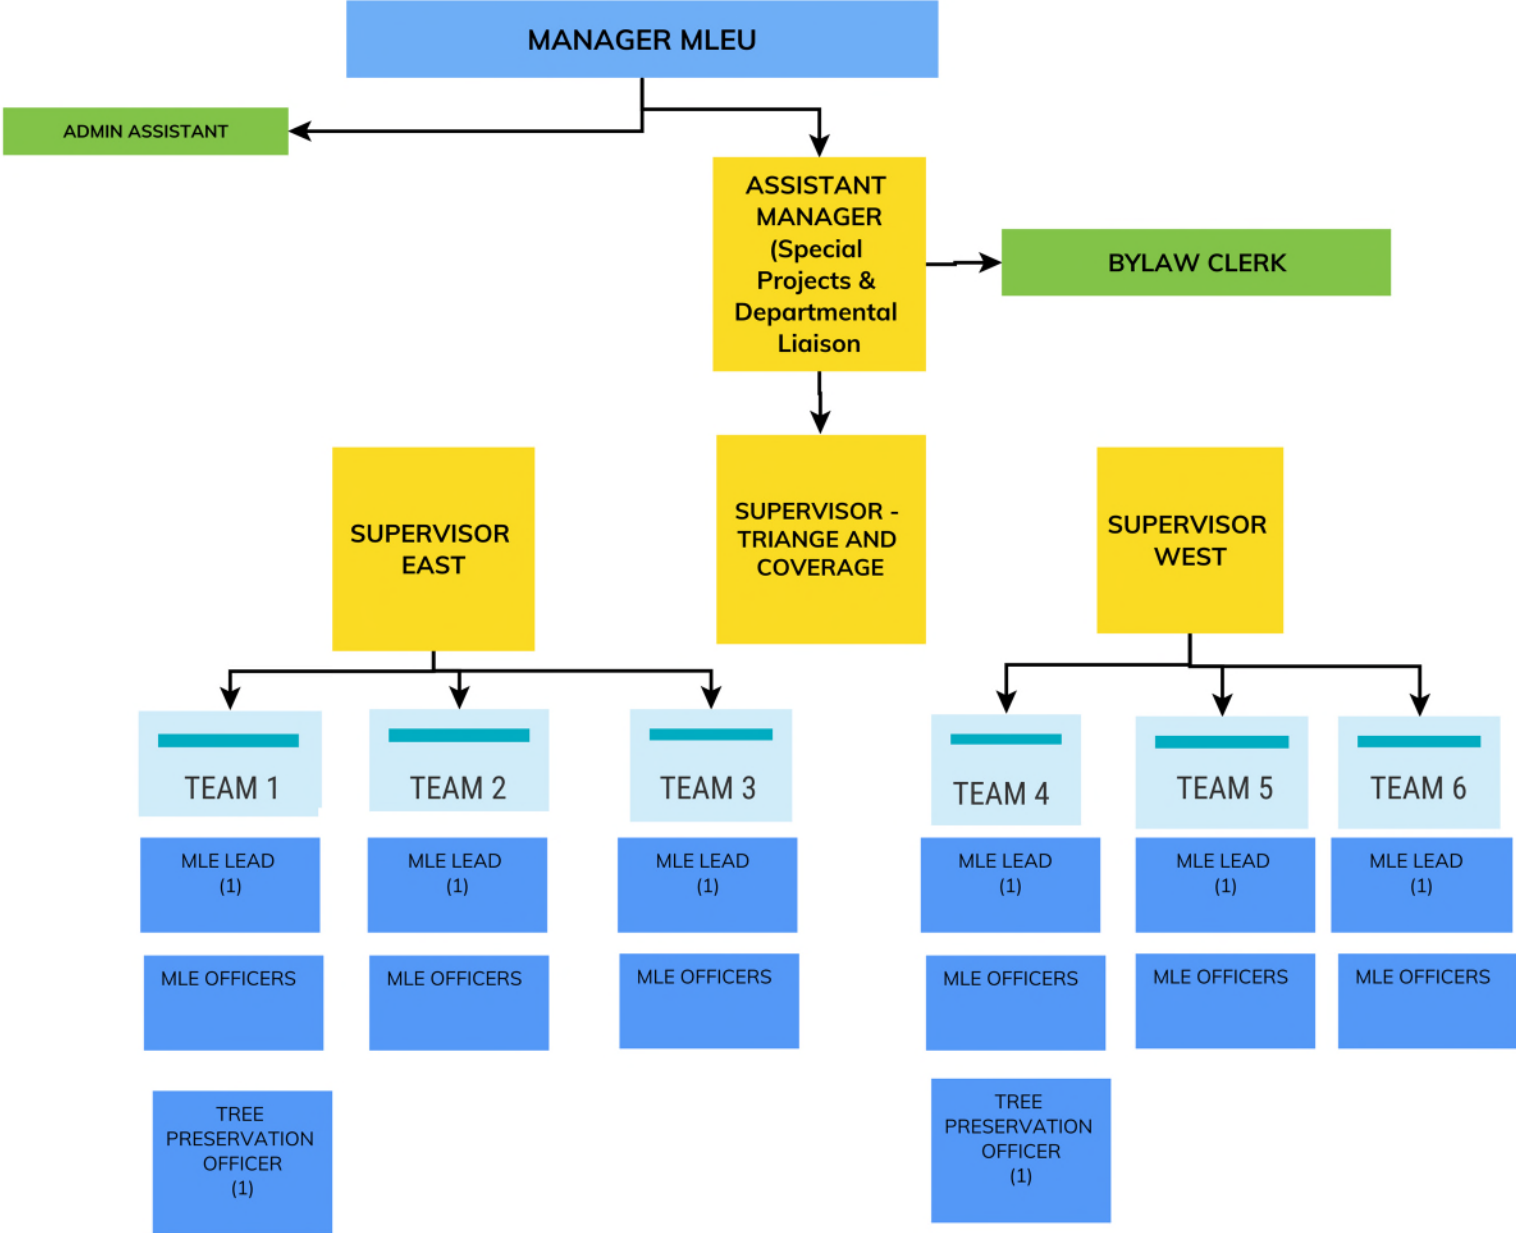 MANAGER MLEU
ADMIN ASSISTANT
ASSISTANT
MANAGER
(Special
Projects &
Departmental
Liaison
BYLAW CLERK
SUPERVISOR
EAST
SUPERVISOR -
TRIANGE AND
COVERAGE
SUPERVISOR
WEST
TEAM 1
TEAM 2
TEAM 3
TEAM 4
TEAM 5
TEAM 6
MLE LEAD
(1)
MLE LEAD
(1)
MLE LEAD
(1)
MLE LEAD
(1)
MLE LEAD
(1)
MLE LEAD
(1)
MLE OFFICERS
MLE OFFICERS
MLE OFFICERS
MLE OFFICERS
MLE OFFICERS
MLE OFFICERS
TREE
PRESERVATION
OFFICER
(1)
TREE
PRESERVATION
OFFICER
(1)